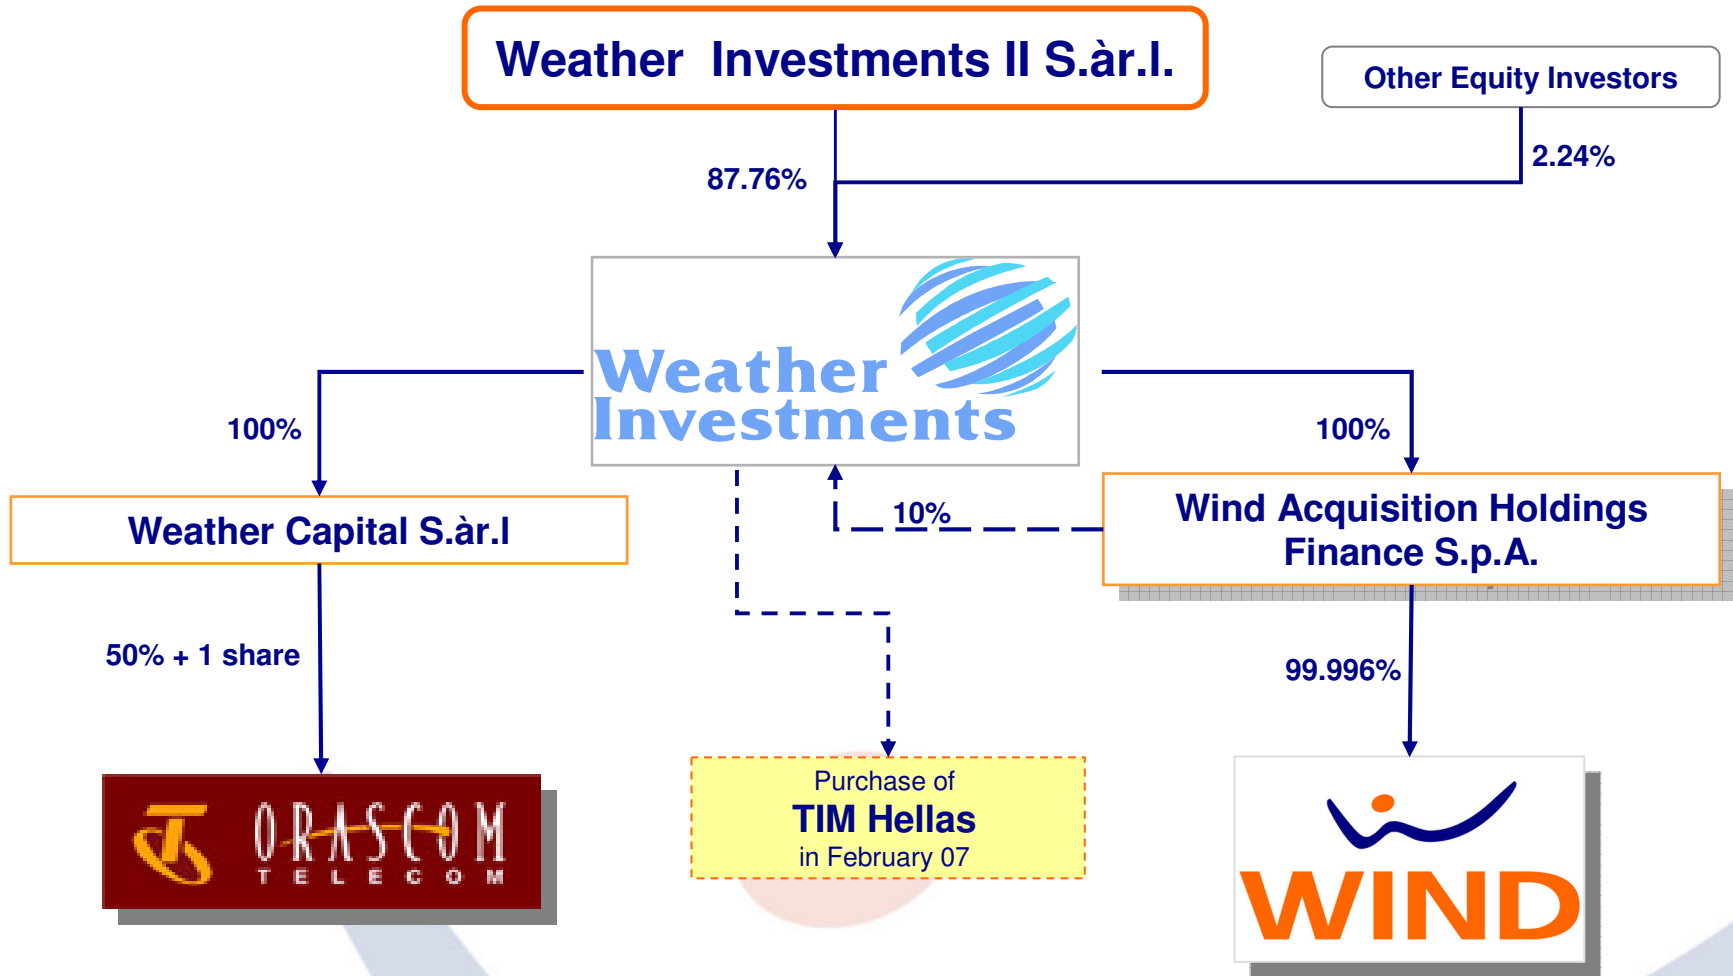 Weather Investments II S.àr.l.
Other Equity Investors
2.24%
87.76%
Weather
Investments
100%
100%
Weather Capital S.àr.l
10%
Wind Acquisition Holdings
Finance S.p.A.
50% + 1 share
99.996%
ORASCOM
TELECOM
Purchase of
TIM Hellas
in February 07
WIND